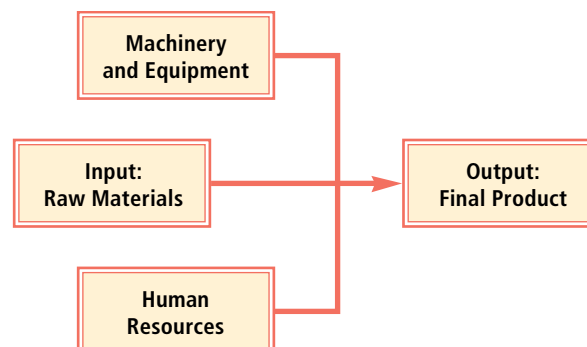 Machinery
and Equipment
Input:
Raw Materials
Output:
Final Product
Human
Resources